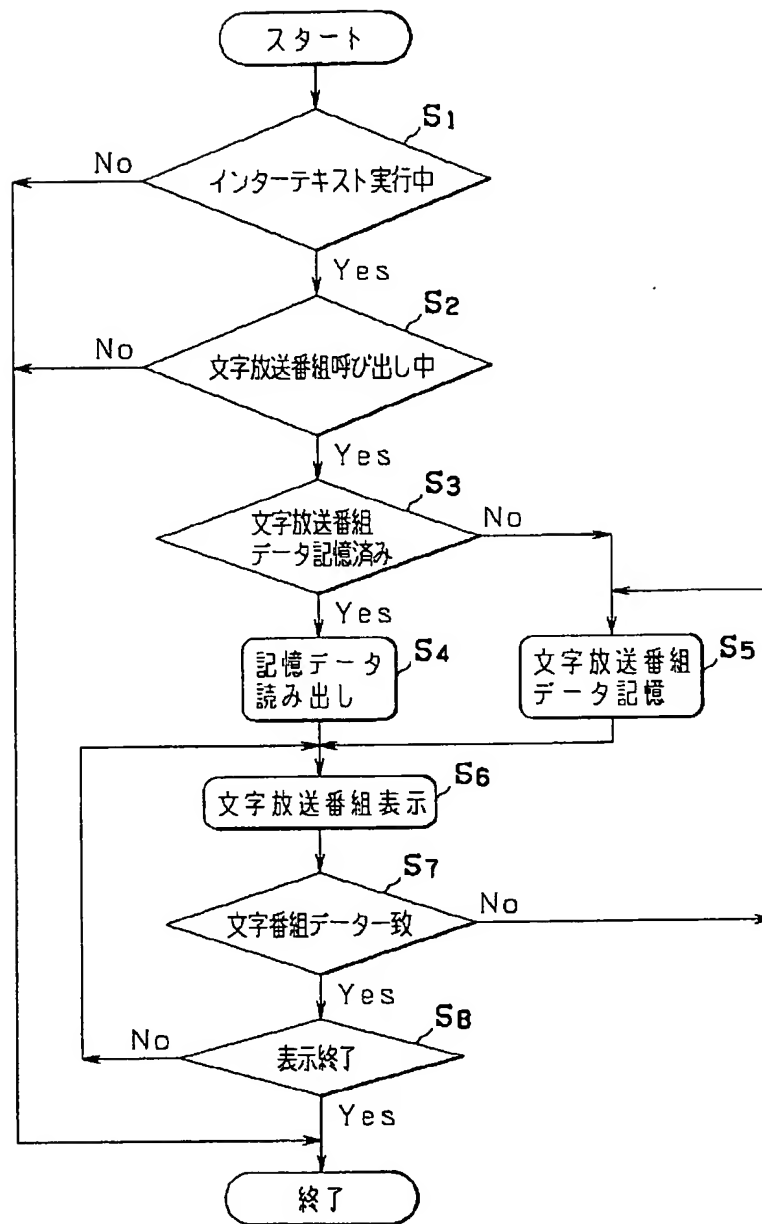 スタート
S1
No
インターテキスト実行中
Yes
S2
No
文字放送番組呼び出し中
Yes
S3
文字放送番組
データ記憶済み
No
Yes
S4
記憶データ
読み出し
S5
文字放送番組
データ記憶
S6
文字放送番組表示
S7
文字番組データ一致
No
Yes
S8
No
表示終了
Yes
終了